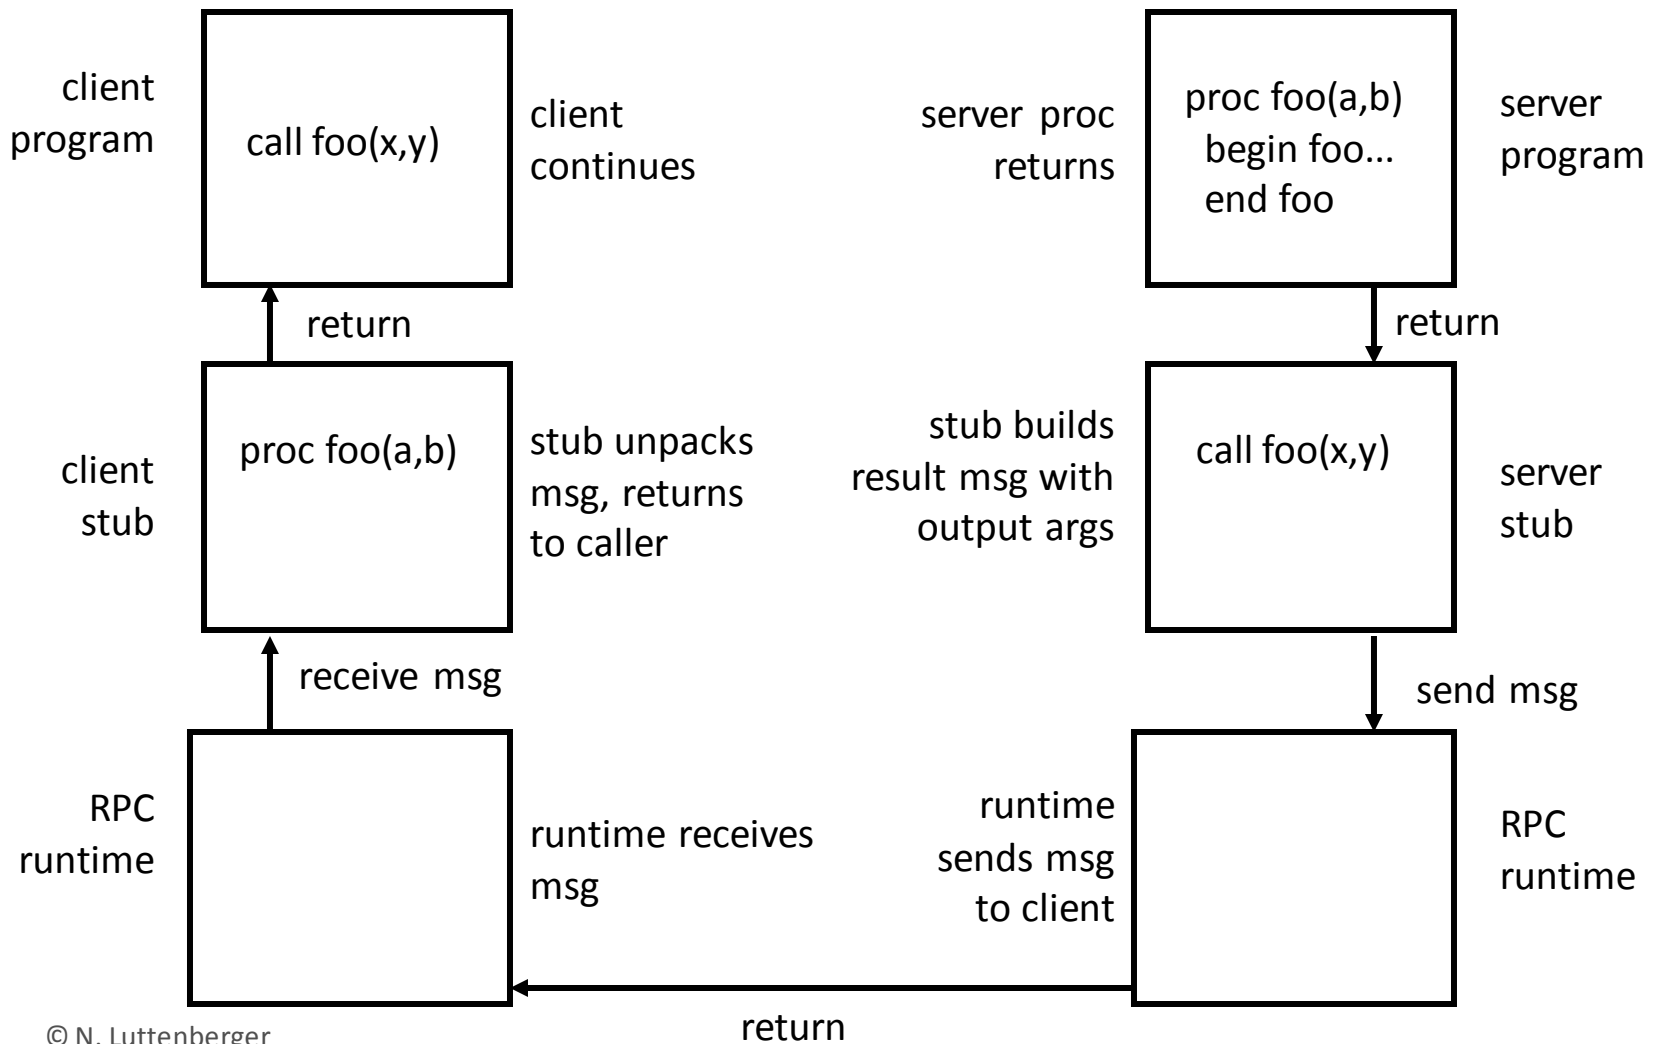 client
program
call foo(x,y)
client
continues
server proc
returns
proc foo(a,b)
begin foo...
end foo
server
program
return
return
client
stub
proc foo(a,b)
stub unpacks
msg, returns
to caller
stub builds
result msg with
output args
call foo(x,y)
server
stub
receive msg
send msg
RPC
runtime
runtime receives
msg
runtime
sends msg
to client
RPC
runtime
return
© N. Luttenberger